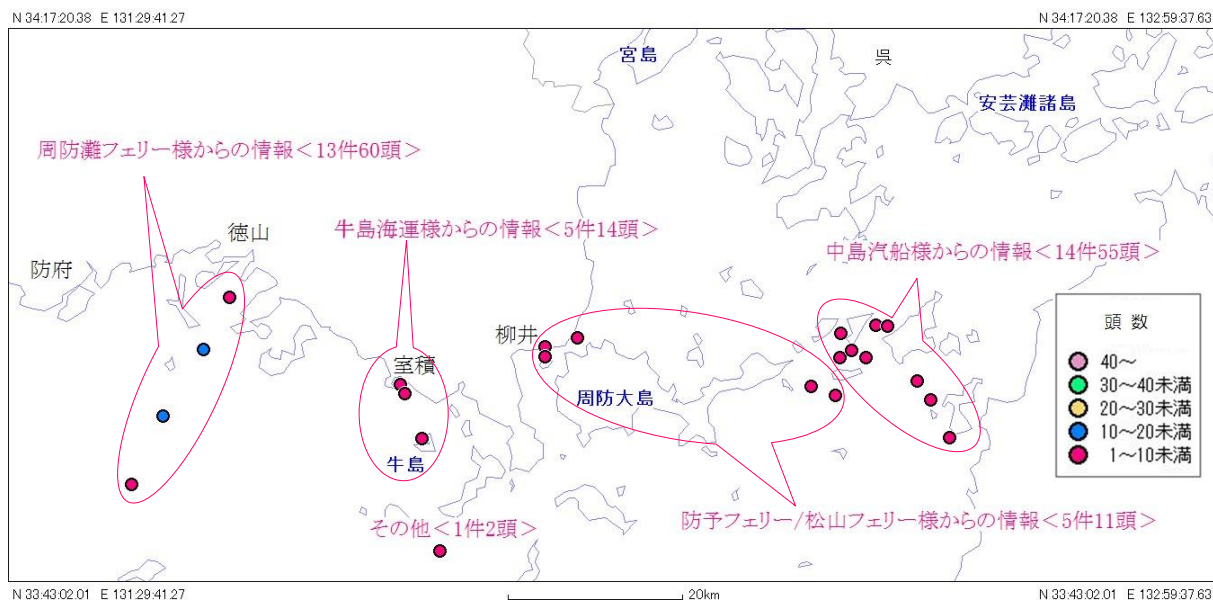 N 34:17:20.38 E 131:29:41.27
N 34:17:20.38 E 132:59:37.63
宮島
呉
安芸灘諸島
周防灘フェリー様からの情報＜13件60頭＞
徳山
牛島海運様からの情報＜5件14頭＞
中島汽船様からの情報＜14件55頭＞
防府
頭 数
柳井
40～
室積
30～40未満
周防大島
20～30未満
10～20未満
牛島
1～10未満
その他＜1件2頭＞
防予フェリー/松山フェリー様からの情報＜5件11頭＞
N 33:43:02.01 E 131:29:41.27
20km
N 33:43:02.01 E 132:59:37.63